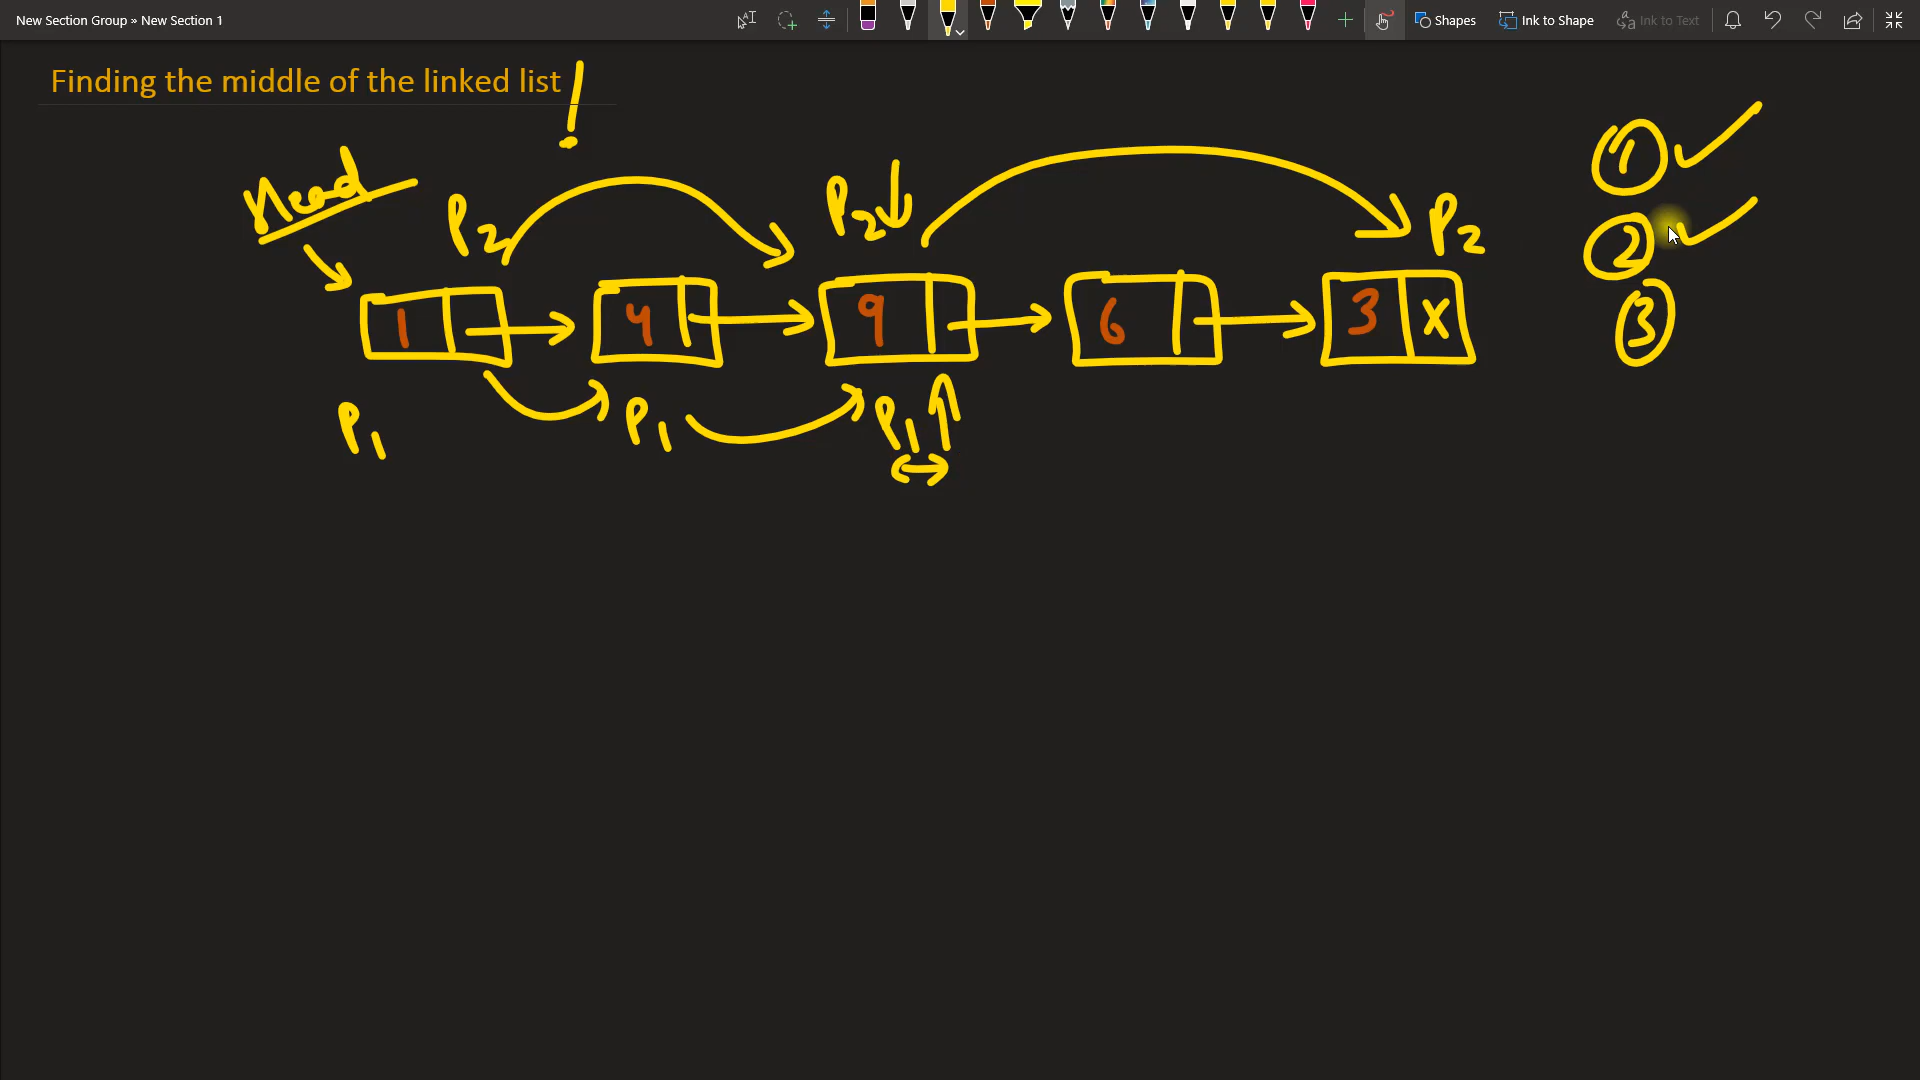 New Section Group » New Section 1
Shapes
Ink to Shape
Ink to Text
Finding the middle of the linked list !
Head
P2
P2
P2
1
4
9
6
3 X
P1
P1
P1
1
2
3